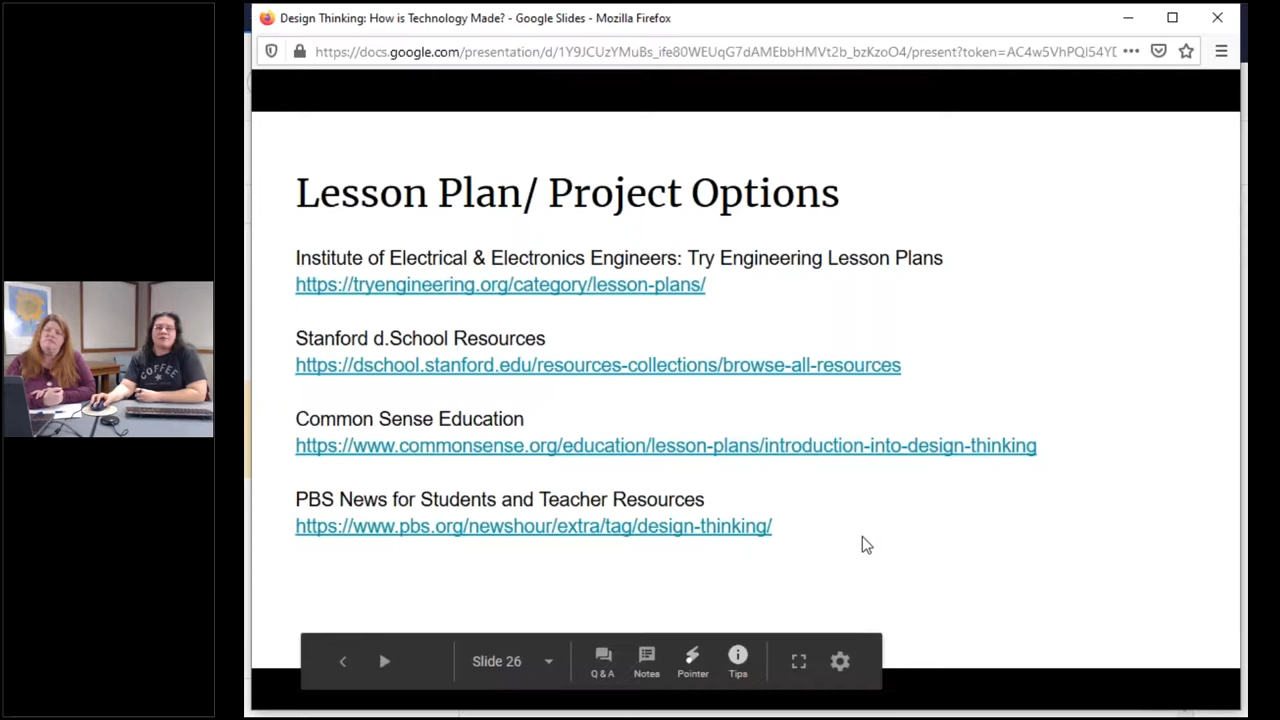 Design Thinking: How is Technology Made? - Google Slides - Mozilla Firefox
https://docs.google.com/presentation/d/1Y9JCUzYMuBs_ife80WEUqG7dAMEbbHMVt2b_bzKzoO4/present?token=AC4w5VhPQl54YD
Lesson Plan/ Project Options
Institute of Electrical & Electronics Engineers: Try Engineering Lesson Plans
https://tryengineering.org/category/lesson-plans/
Stanford d.School Resources
https://dschool.stanford.edu/resources-collections/browse-all-resources
Common Sense Education
https://www.commonsense.org/education/lesson-plans/introduction-into-design-thinking
PBS News for Students and Teacher Resources
https://www.pbs.org/newshour/extra/tag/design-thinking/
COFFEE
Slide 26
Q & A Notes Pointer Tips